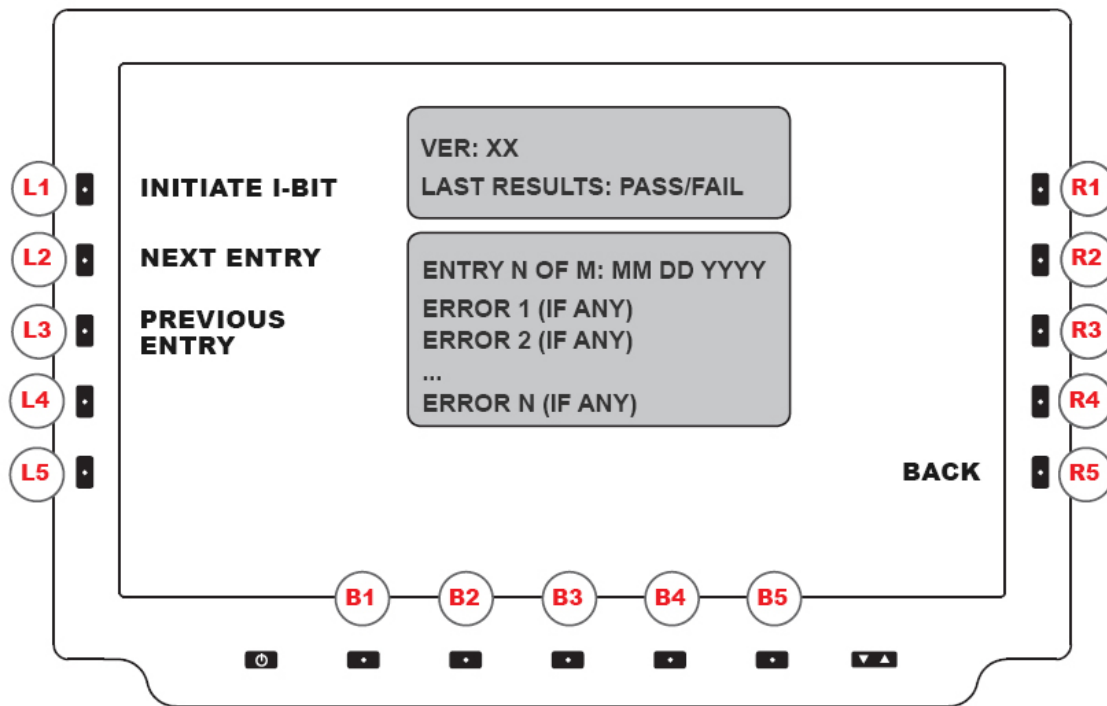 VER: XX
LAST RESULTS: PASS/FAIL
L1
INITIATE I-BIT
R1
L2
NEXT ENTRY
ENTRY N OF M: MM DD YYYY
R2
ERROR 1 (IF ANY)
L3
PREVIOUS
ENTRY
ERROR 2 (IF ANY)
R3
...
L4
ERROR N (IF ANY)
R4
L5
BACK
R5
B1
B2
B3
B4
B5